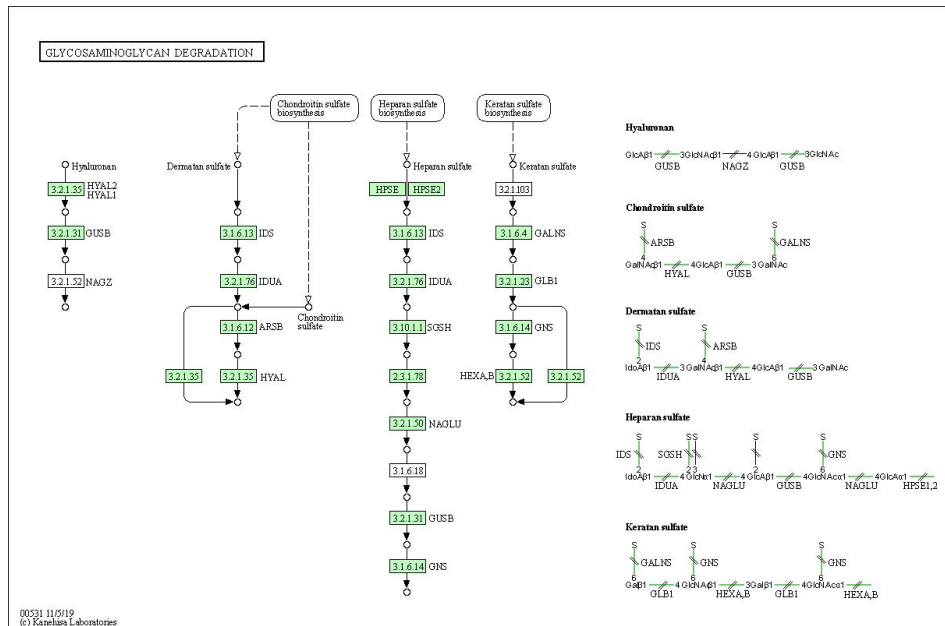 GLYCOSAMINOGLYCAN DEGRADATION
Chondroitin sulfate
biosynthesis
Heparan sulfate
biosynthesis
Keratan sulfate
biosynthesis
Hyaluronan
3.2.1.35
HYAL2
HYAL1
3.2.1.31
GUSB
3.2.1.52
NAGZ
Dermatan sulfate
3.1.6.13
IDS
3.2.1.76
IDUA
Chondroitin
sulfate
3.1.6.12
ARSB
3.2.1.35
3.2.1.35
HYAL
Heparan sulfate
HPSE
HPSE2
3.1.6.13
IDS
3.2.1.76
IDUA
3.10.1.1
SGSH
2.3.1.78
3.2.1.50
NAGLU
3.1.6.18
3.2.1.31
GUSB
3.1.6.14
GNS
Keratan sulfate
3.2.1.103
3.1.6.4
GALNS
3.2.1.23
GLB1
3.1.6.14
GNS
HEXA,B
3.2.1.52
3.2.1.52
Hyaluronan
GlcAβ1 3GlcNAcβ1 4 GlcAβ1 3GlcNAc
GUSB NAGZ GUSB
Chondroitin sulfate
S S
ARSB GALNS
4 6
GalNAcβ1 4GlcAβ1 3 GalNAc
HYAL GUSB
Dermatan sulfate
S S
IDS ARSB
2 4
IdoAβ1 3 GalNAcβ1 4GlcAβ1 3 GalNAc
IDUA HYAL GUSB
Heparan sulfate
S SS S S
IDS SGSH GNS
2 2 3 2 6
IdoAβ1 4 GlcNα1 4 GlcAβ1 4GlcNAcα1 4GlcAα1
IDUA NAGLU GUSB NAGLU HPSE1,2
Keratan sulfate
S S S
GALNS GNS GNS
6 6 6
Galβ1 4GlcNAcβ1 3Galβ1 4GlcNAcα1
GLB1 HEXA,B GLB1 HEXA,B
00531 11/5/19
(c) Kanehisa Laboratories